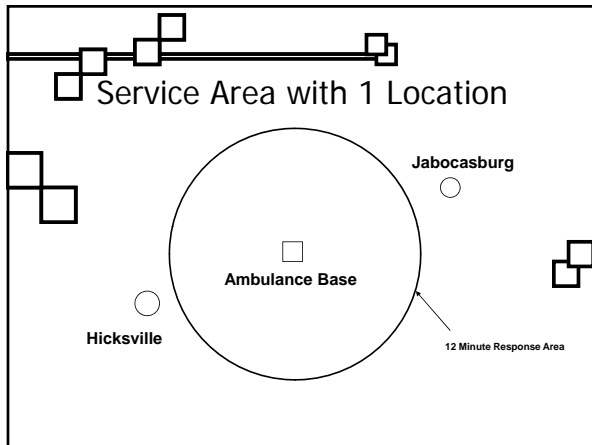 Service Area with 1 Location
Jabocasburg
Ambulance Base
Hicksville
12 Minute Response Area